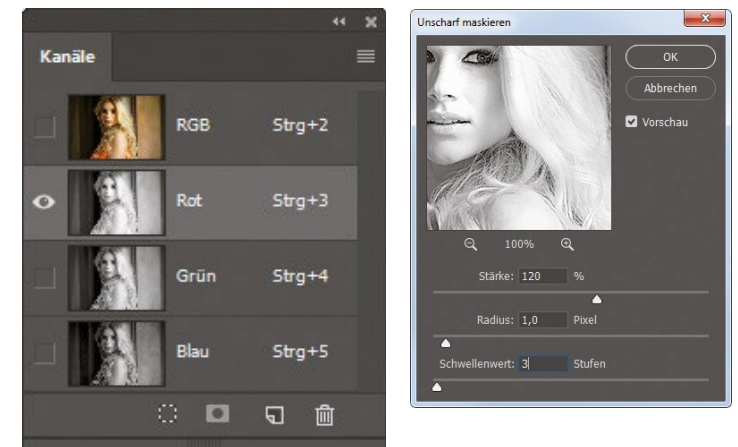 Kanäle
RGB Strg+2
Rot Strg+3
Grün Strg+4
Blau Strg+5
Unscharf maskieren
OK
Abbrechen
Vorschau
100%
Stärke: 120 %
Radius: 1,0 Pixel
Schwellenwert: 3 Stufen